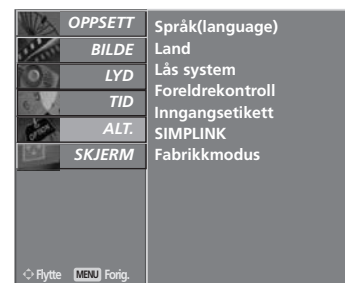 OPPSETT
BILDE
LYD
TID
ALT.
SKJERM
Språk(language)
Land
Lås system
Foreldrekontroll
Inngangsetikett
SIMPLINK
Fabrikkmodus
Flytte MENU Forig.